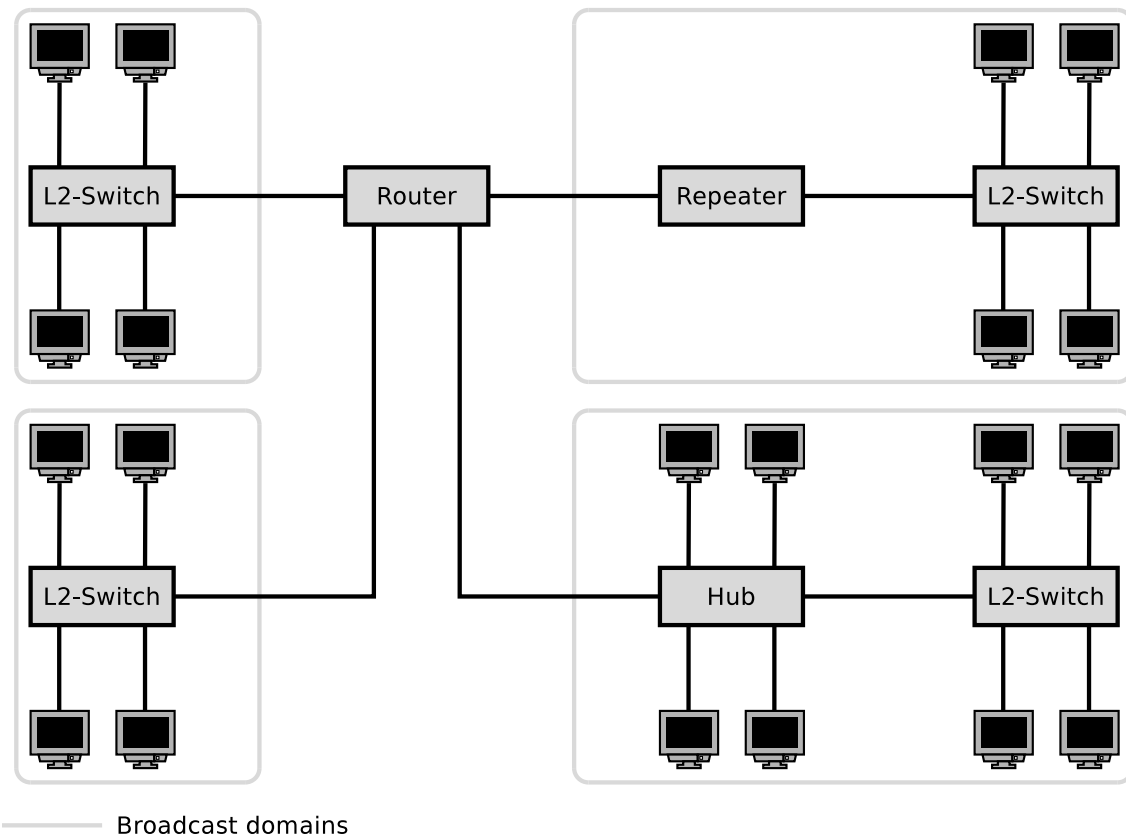 L2-Switch
Router
Repeater
L2-Switch
L2-Switch
Hub
L2-Switch
Broadcast domains